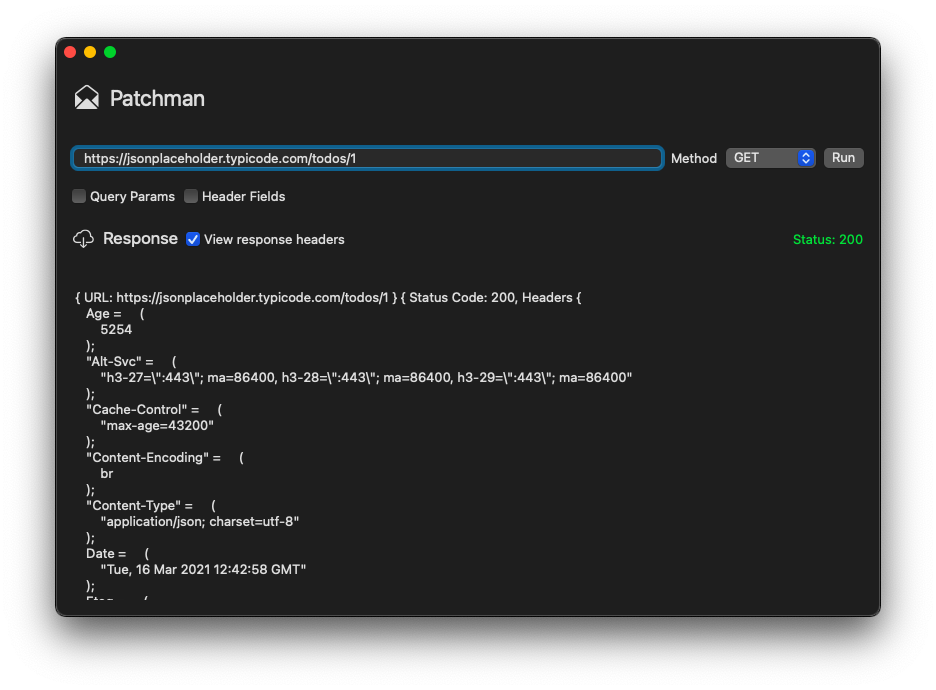 Patchman
https://jsonplaceholder.typicode.com/todos/1 Method GET Run
Query Params Header Fields
Response View response headers Status: 200
{ URL: https://jsonplaceholder.typicode.com/todos/1 } { Status Code: 200, Headers {
Age = (
5254
);
"Alt-Svc" = (
"h3-27=\":443\"; ma=86400, h3-28=\":443\"; ma=86400, h3-29=\":443\"; ma=86400"
);
"Cache-Control" = (
"max-age=43200"
);
"Content-Encoding" = (
br
);
"Content-Type" = (
"application/json; charset=utf-8"
);
Date = (
"Tue, 16 Mar 2021 12:42:58 GMT"
);